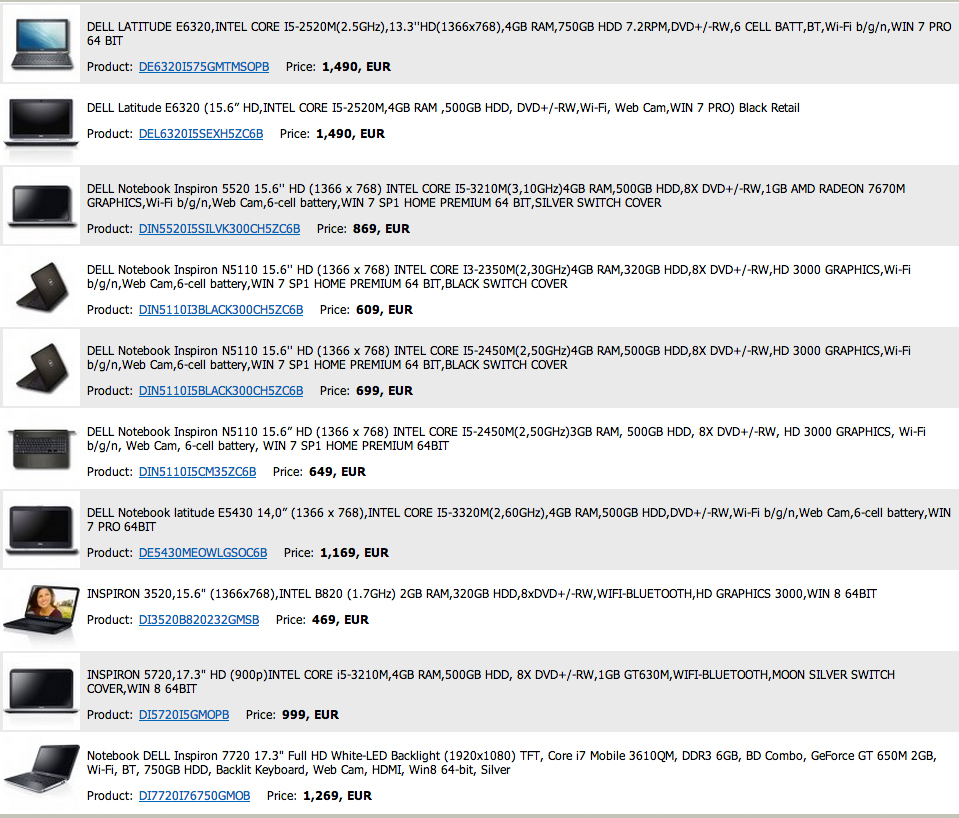 DELL LATITUDE E6320,INTEL CORE I5-2520M(2.5GHz),13.3''HD(1366x768),4GB RAM,750GB HDD 7.2RPM,DVD+/-RW,6 CELL BATT,BT,Wi-Fi b/g/n,WIN 7 PRO
64 BIT
Product: DE6320I575GMTMSOPB Price: 1,490, EUR
DELL Latitude E6320 (15.6” HD,INTEL CORE I5-2520M,4GB RAM ,500GB HDD, DVD+/-RW,Wi-Fi, Web Cam,WIN 7 PRO) Black Retail
Product: DEL6320I5SEXH5ZC6B Price: 1,490, EUR
DELL Notebook Inspiron 5520 15.6'' HD (1366 x 768) INTEL CORE I5-3210M(3,10GHz)4GB RAM,500GB HDD,8X DVD+/-RW,1GB AMD RADEON 7670M
GRAPHICS,Wi-Fi b/g/n,Web Cam,6-cell battery,WIN 7 SP1 HOME PREMIUM 64 BIT,SILVER SWITCH COVER
Product: DIN5520I5SILVK300CH5ZC6B Price: 869, EUR
DELL Notebook Inspiron N5110 15.6'' HD (1366 x 768) INTEL CORE I3-2350M(2,30GHz)4GB RAM,320GB HDD,8X DVD+/-RW,HD 3000 GRAPHICS,Wi-Fi
b/g/n,Web Cam,6-cell battery,WIN 7 SP1 HOME PREMIUM 64 BIT,BLACK SWITCH COVER
Product: DIN5110I3BLACK300CH5ZC6B Price: 609, EUR
DELL Notebook Inspiron N5110 15.6'' HD (1366 x 768) INTEL CORE I5-2450M(2,50GHz)4GB RAM,500GB HDD,8X DVD+/-RW,HD 3000 GRAPHICS,Wi-Fi
b/g/n,Web Cam,6-cell battery,WIN 7 SP1 HOME PREMIUM 64 BIT,BLACK SWITCH COVER
Product: DIN5110I5BLACK300CH5ZC6B Price: 699, EUR
DELL Notebook Inspiron N5110 15.6” HD (1366 x 768) INTEL CORE I5-2450M(2,50GHz)3GB RAM, 500GB HDD, 8X DVD+/-RW, HD 3000 GRAPHICS, Wi-Fi
b/g/n, Web Cam, 6-cell battery, WIN 7 SP1 HOME PREMIUM 64BIT
Product: DIN5110I5CM35ZC6B Price: 649, EUR
DELL Notebook latitude E5430 14,0” (1366 x 768),INTEL CORE I5-3320M(2,60GHz),4GB RAM,500GB HDD,DVD+/-RW,Wi-Fi b/g/n,Web Cam,6-cell battery,WIN
7 PRO 64BIT
Product: DE5430MEOWLGSOC6B Price: 1,169, EUR
INSPIRON 3520,15.6" (1366x768),INTEL B820 (1.7GHz) 2GB RAM,320GB HDD,8xDVD+/-RW,WIFI-BLUETOOTH,HD GRAPHICS 3000,WIN 8 64BIT
Product: DI3520B820232GMSB Price: 469, EUR
INSPIRON 5720,17.3" HD (900p)INTEL CORE i5-3210M,4GB RAM,500GB HDD, 8X DVD+/-RW,1GB GT630M,WIFI-BLUETOOTH,MOON SILVER SWITCH
COVER,WIN 8 64BIT
Product: DI5720I5GMOPB Price: 999, EUR
Notebook DELL Inspiron 7720 17.3" Full HD White-LED Backlight (1920x1080) TFT, Core i7 Mobile 3610QM, DDR3 6GB, BD Combo, GeForce GT 650M 2GB,
Wi-Fi, BT, 750GB HDD, Backlit Keyboard, Web Cam, HDMI, Win8 64-bit, Silver
Product: DI7720I76750GMOB Price: 1,269, EUR